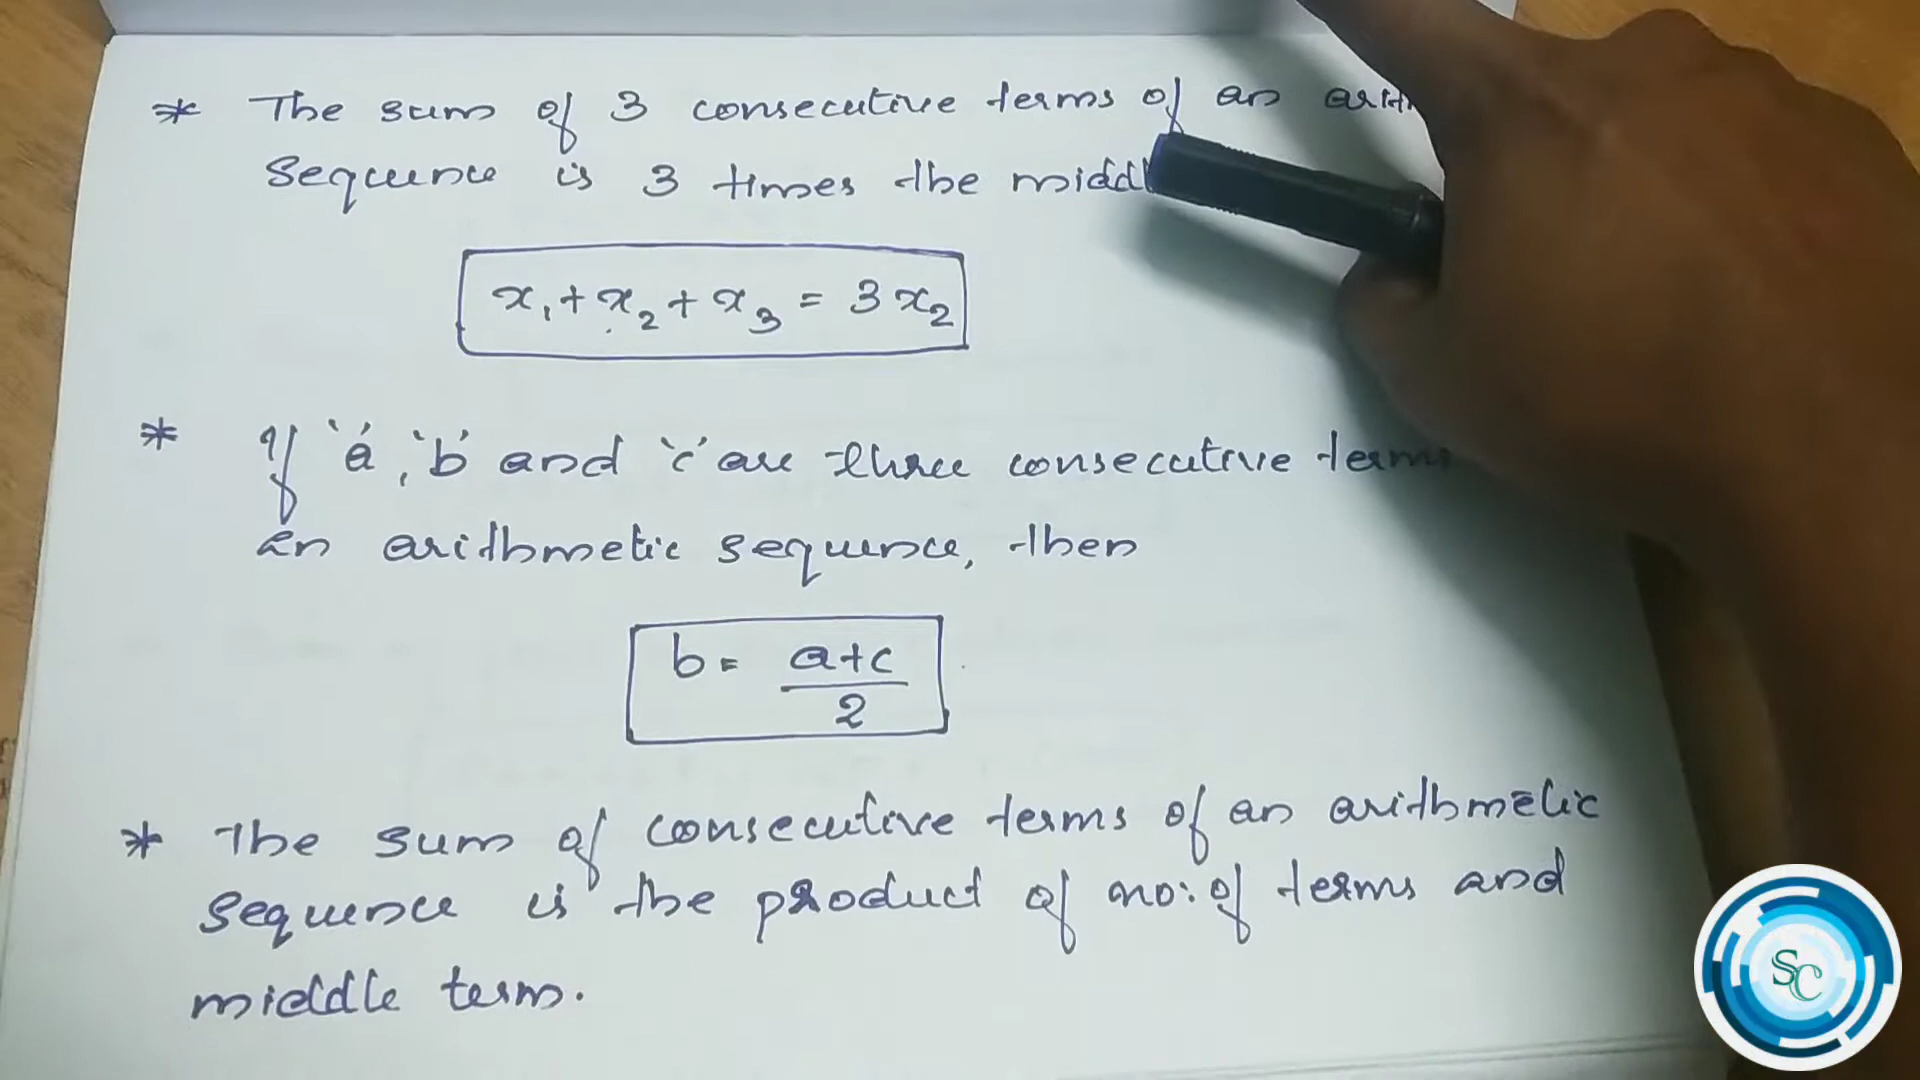 * The sum of 3 consecutive terms of an
sequence is 3 times the
x₁ + x₂ + x₃ = 3x₂
* If 'a', 'b' and 'c' are three consecutive terms
in arithmetic sequence, then
b = a+c
2
* The sum of consecutive terms of an arithmetic
sequence is the product of no: of terms and
middle term.
SC